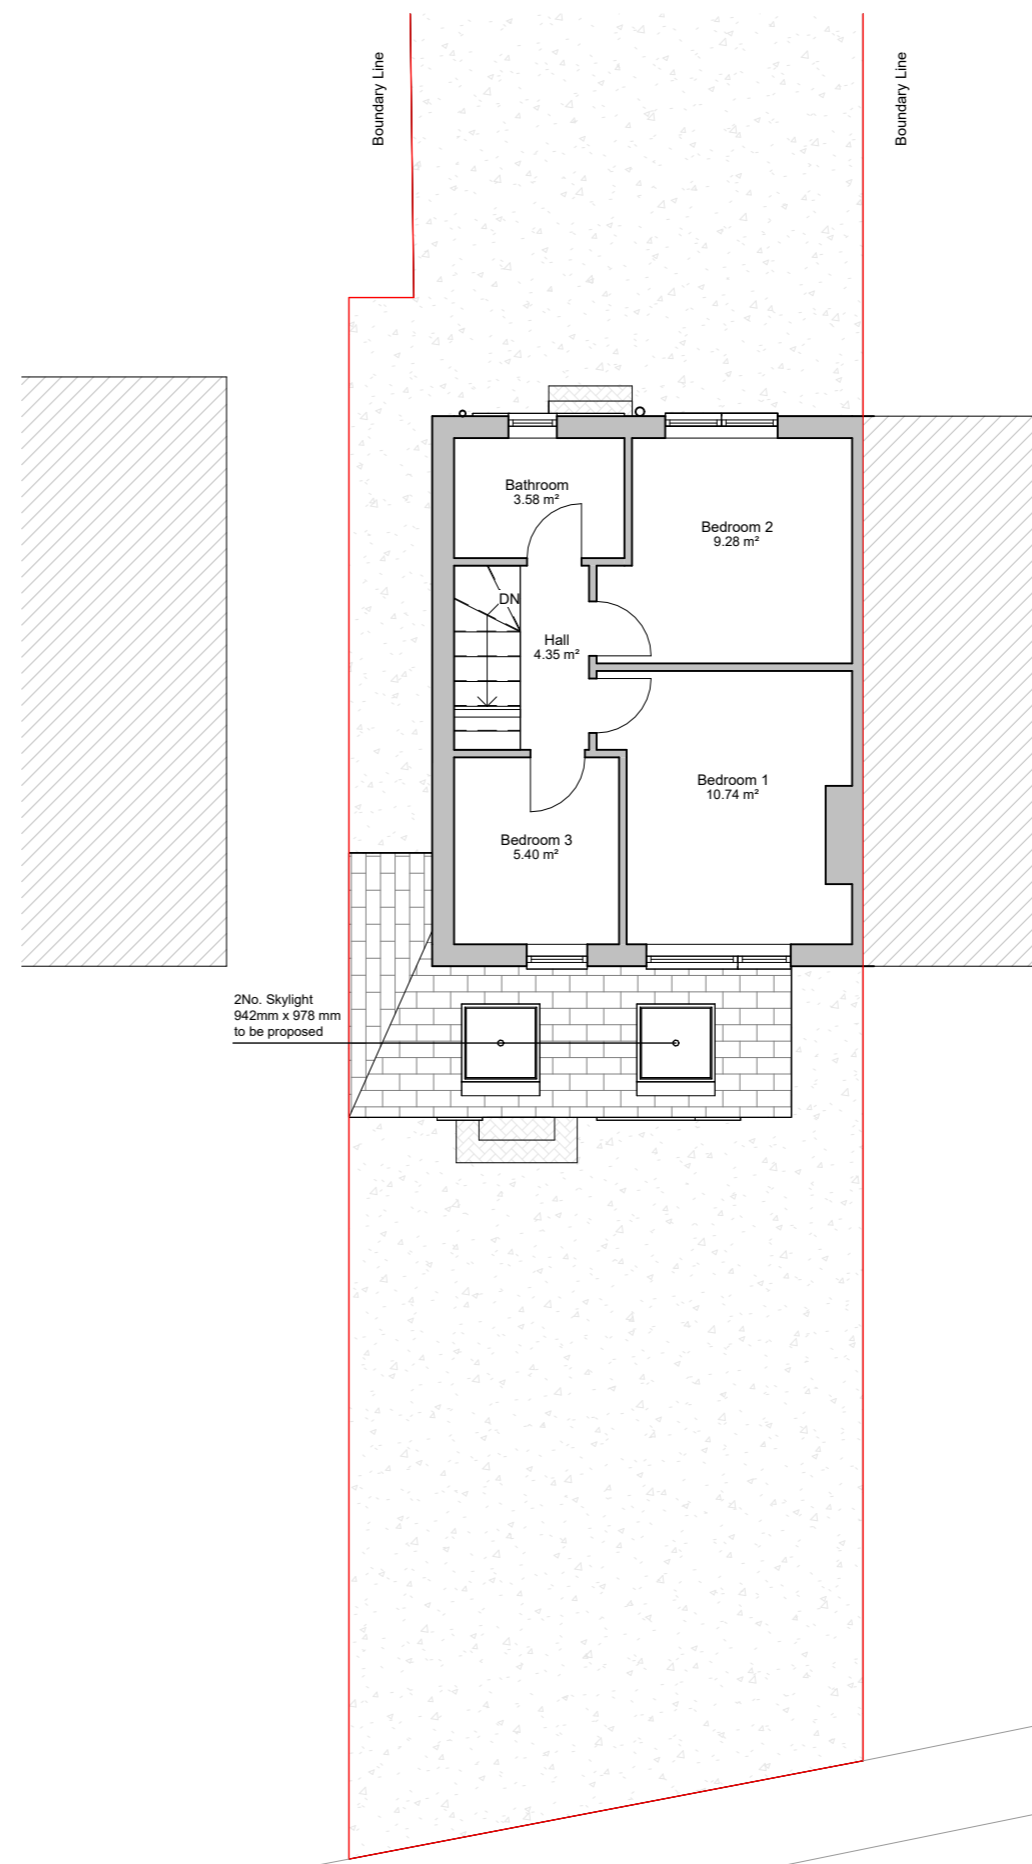 Boundary Line
Boundary Line
Bathroom
3.58 m²
Bedroom 2
9.28 m²
DN
Hall
4.35 m²
Bedroom 1
10.74 m²
Bedroom 3
5.40 m²
2No. Skylight
942mm x 978 mm
to be proposed